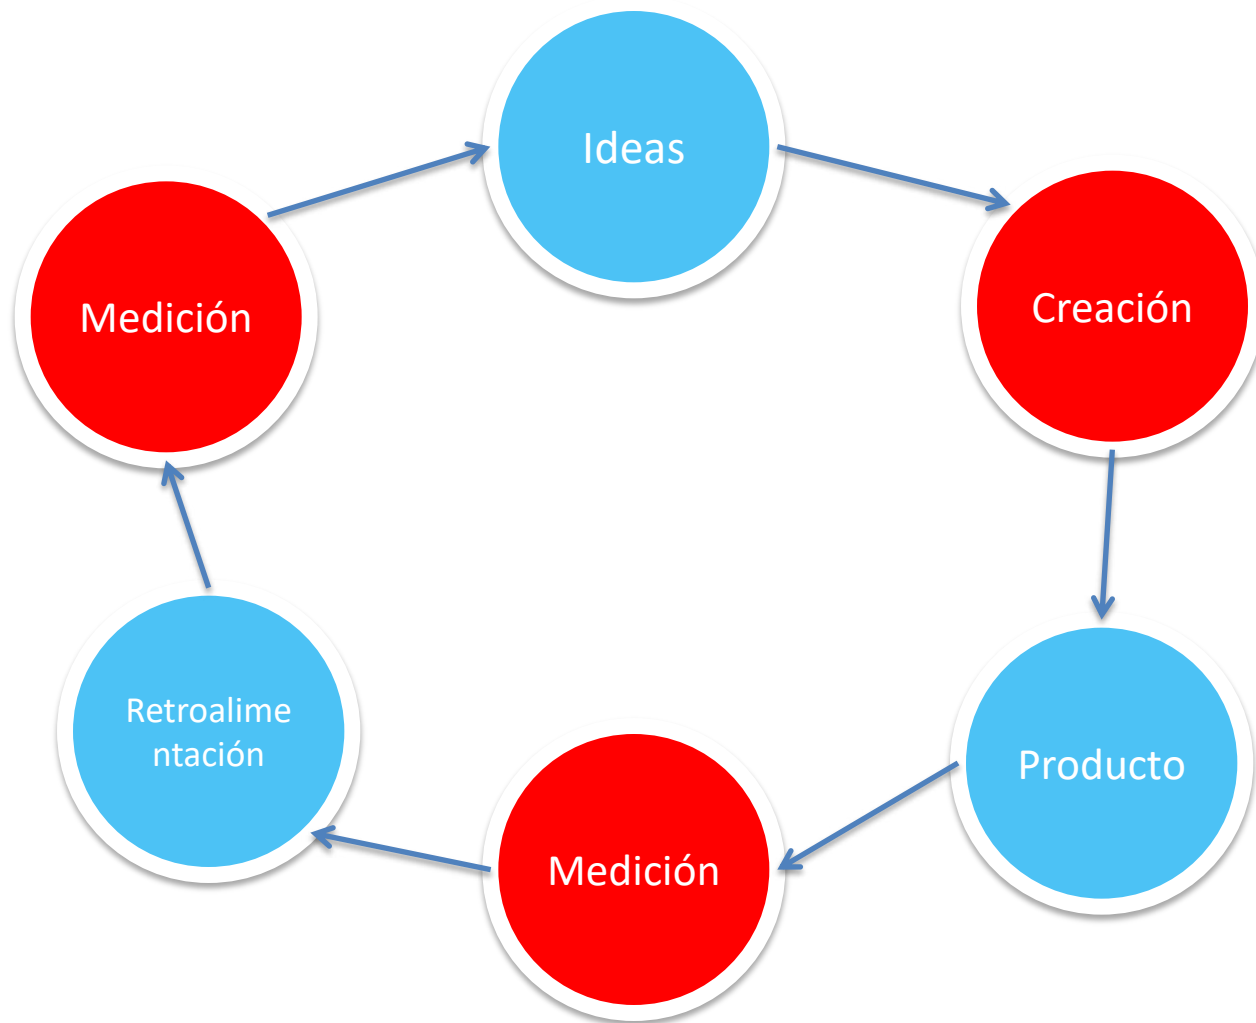 Ideas
Creación
Producto
Medición
Retroalime
ntación
Medición